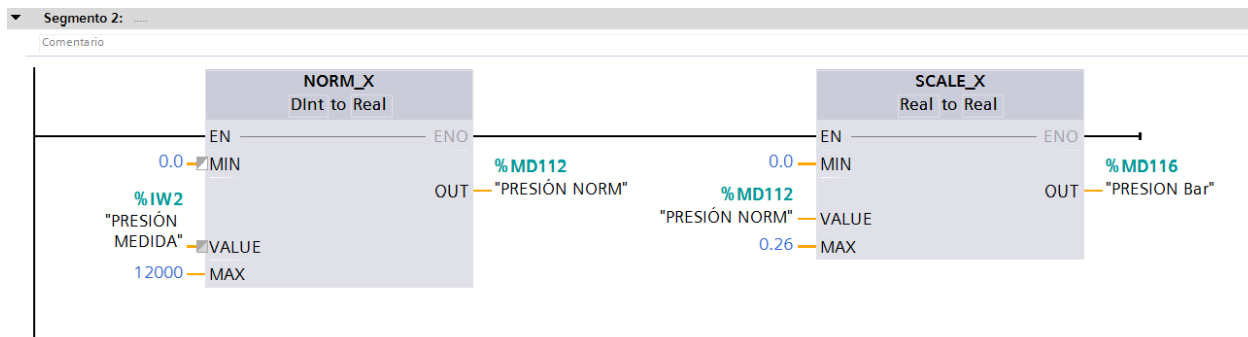 Segmento 2: .....
Comentario
NORM_X
DInt to Real
EN
ENO
0.0
MIN
%MD112
OUT
"PRESIÓN NORM"
%IW2
"PRESIÓN
MEDIDA"
VALUE
12000
MAX
SCALE_X
Real to Real
EN
ENO
0.0
MIN
%MD116
OUT
"PRESION Bar"
%MD112
"PRESIÓN NORM"
VALUE
0.26
MAX